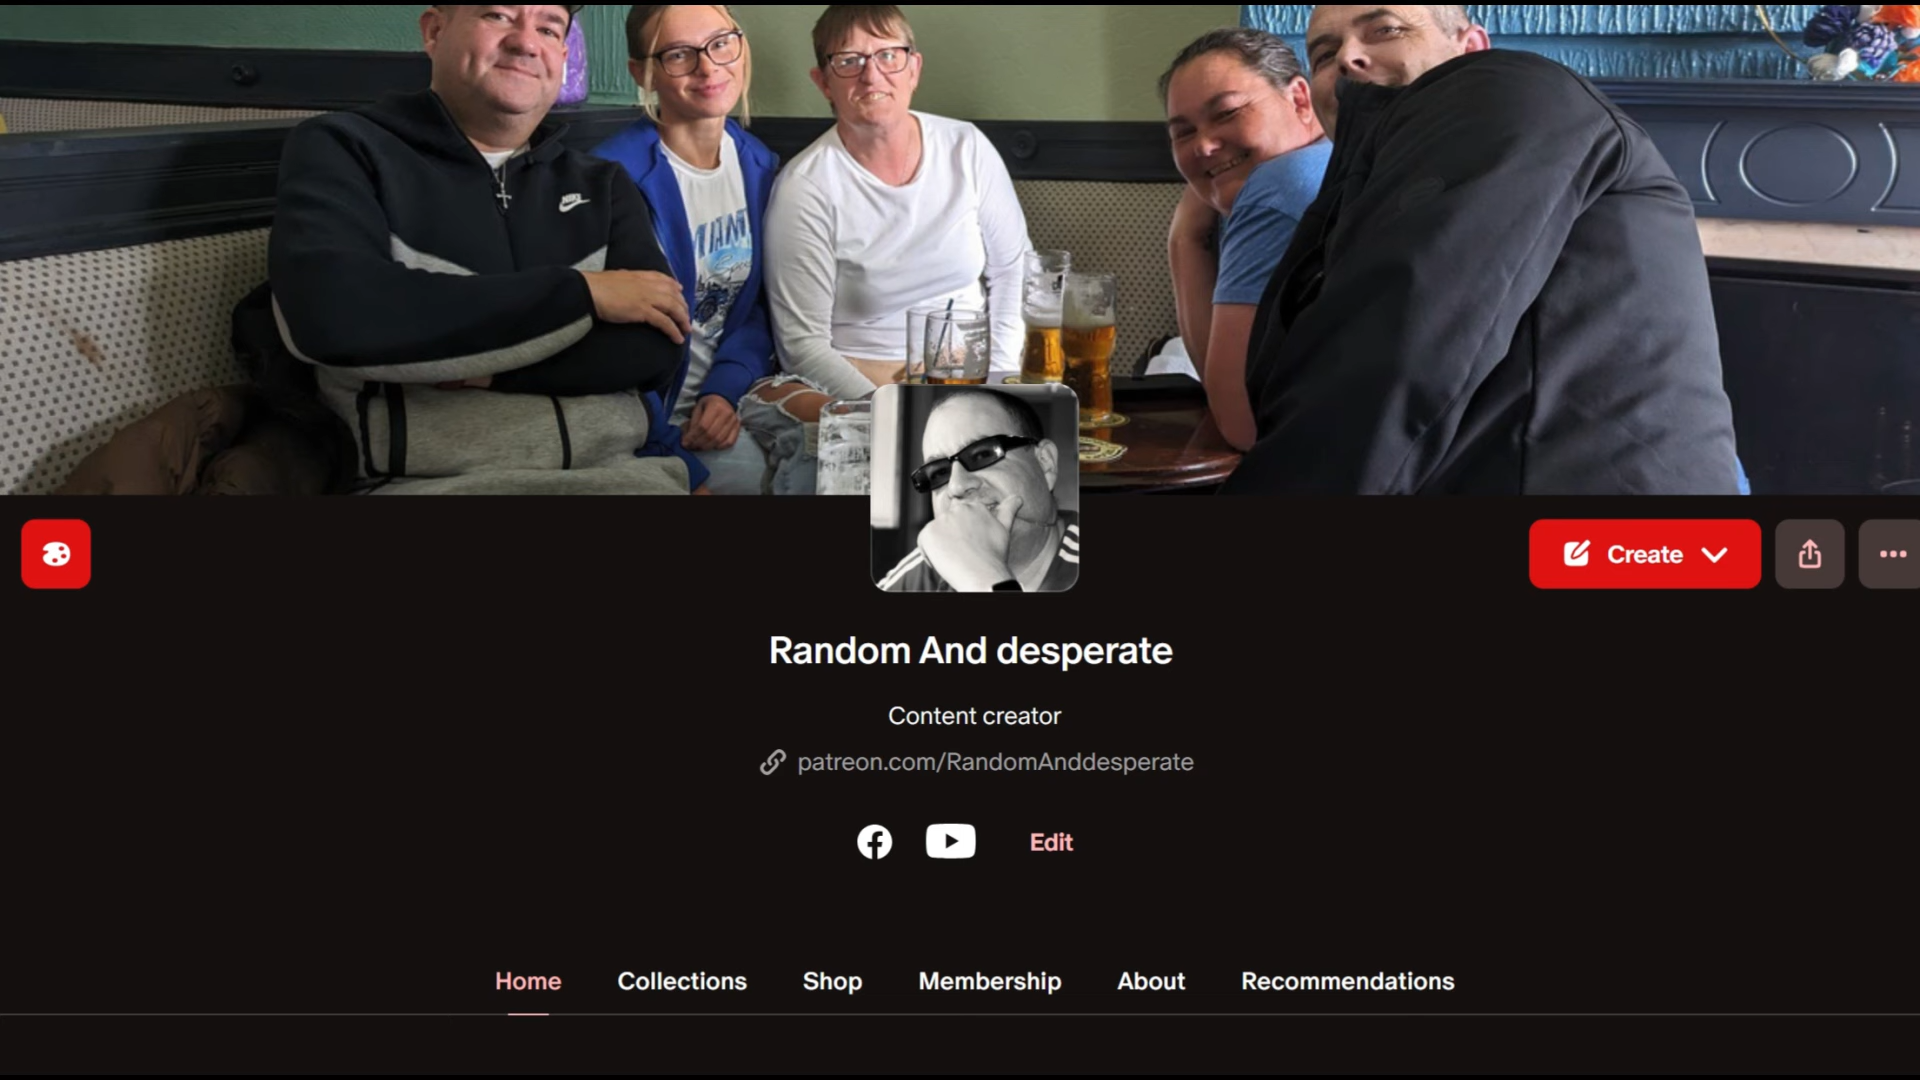 Create
Random And desperate
Content creator
patreon.com/RandomAnddesperate
Edit
Home Collections Shop Membership About Recommendations